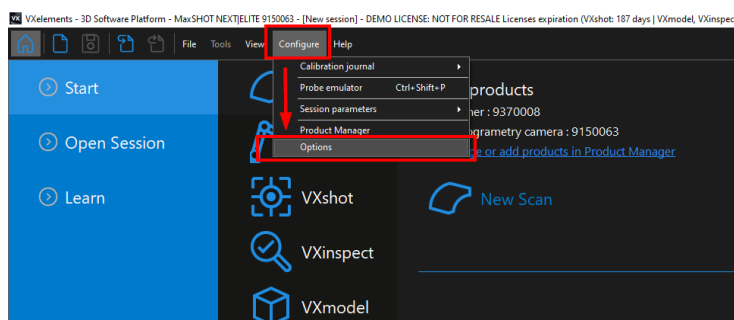 VXelements - 3D Software Platform - MaxSHOT NEXT|ELITE 9150063 - [New session] - DEMO LICENSE: NOT FOR RESALE Licenses expiration (VXshot: 187 days | VXmodel, VXinspec
File Tools View Configure Help
Calibration journal
Probe emulator Ctrl+Shift+P
Session parameters
Product Manager
Options
Start
Open Session
Learn
products
ner : 9370008
ogrametry camera : 9150063
e or add products in Product Manager
VXshot
New Scan
VXinspect
VXmodel